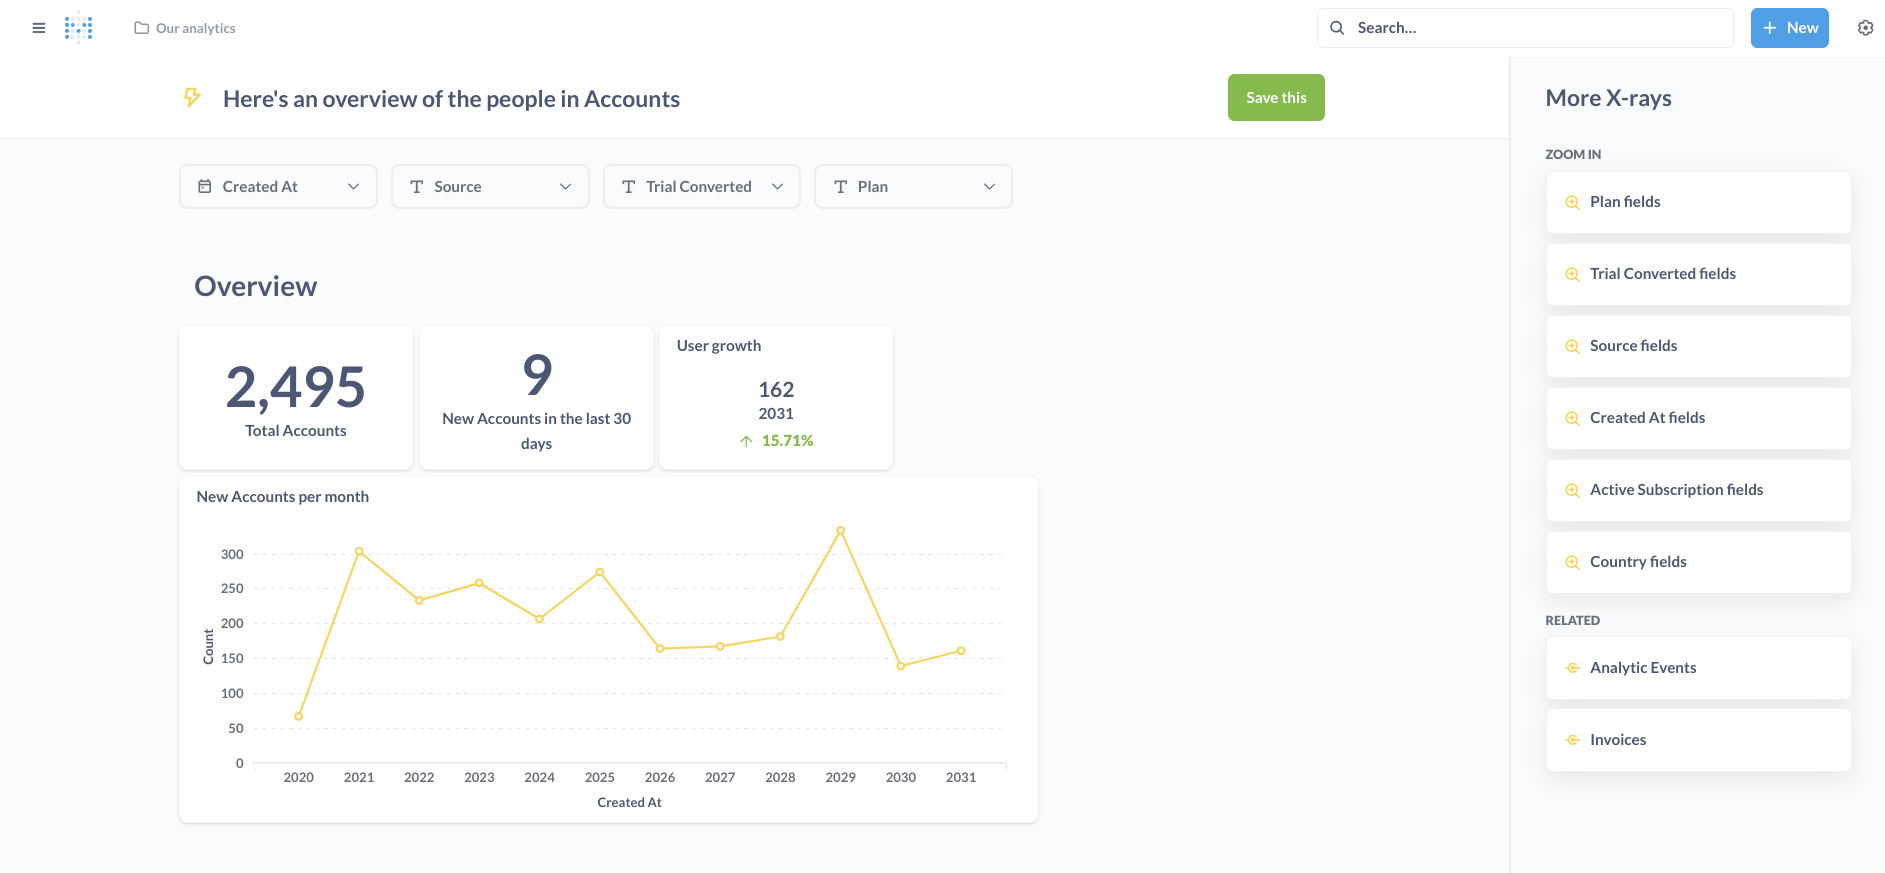 Our analytics
Search...
New
Here's an overview of the people in Accounts
Save this
Created At
Source
Trial Converted
Plan
Overview
2,495
Total Accounts
9
New Accounts in the last 30
days
User growth
162
2031
15.71%
New Accounts per month
300
250
200
150
100
50
0
Count
2020 2021 2022 2023 2024 2025 2026 2027 2028 2029 2030 2031
Created At
More X-rays
ZOOM IN
Plan fields
Trial Converted fields
Source fields
Created At fields
Active Subscription fields
Country fields
RELATED
Analytic Events
Invoices